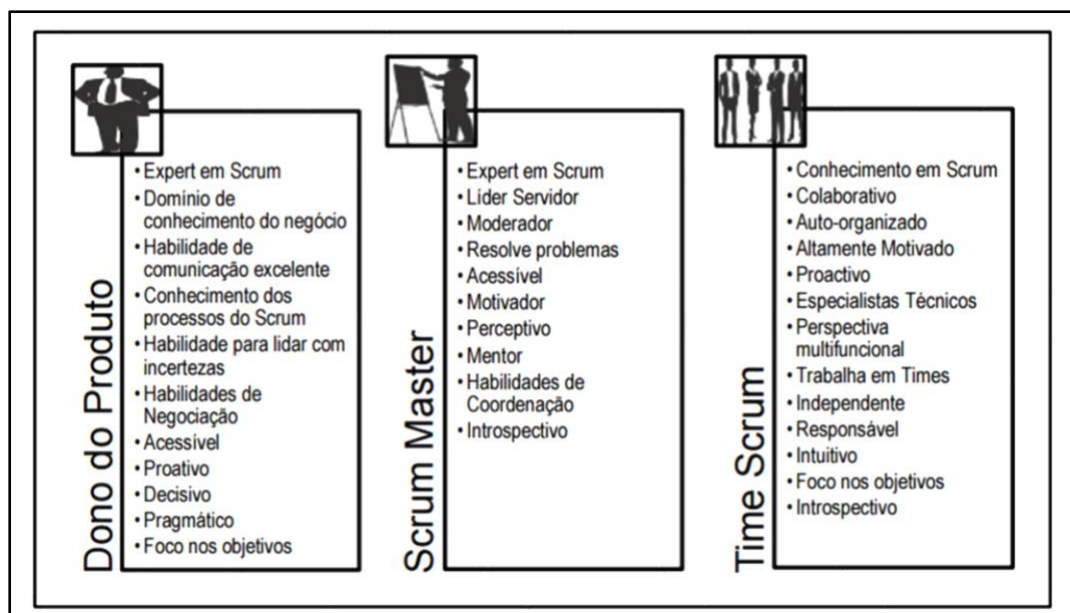 Dono do Produto
• Expert em Scrum
• Domínio de
conhecimento do negócio
• Habilidade de
comunicação excelente
• Conhecimento dos
processos do Scrum
• Habilidade para lidar com
incertezas
• Habilidades de
Negociação
• Acessível
• Proativo
• Decisivo
• Pragmático
• Foco nos objetivos
Scrum Master
• Expert em Scrum
• Líder Servidor
• Moderador
• Resolve problemas
• Acessível
• Motivador
• Perceptivo
• Mentor
• Habilidades de
Coordenação
• Introspectivo
Time Scrum
• Conhecimento em Scrum
• Colaborativo
• Auto-organizado
• Altamente Motivado
• Proactivo
• Especialistas Técnicos
• Perspectiva
multifuncional
• Trabalha em Times
• Independente
• Responsável
• Intuitivo
• Foco nos objetivos
• Introspectivo